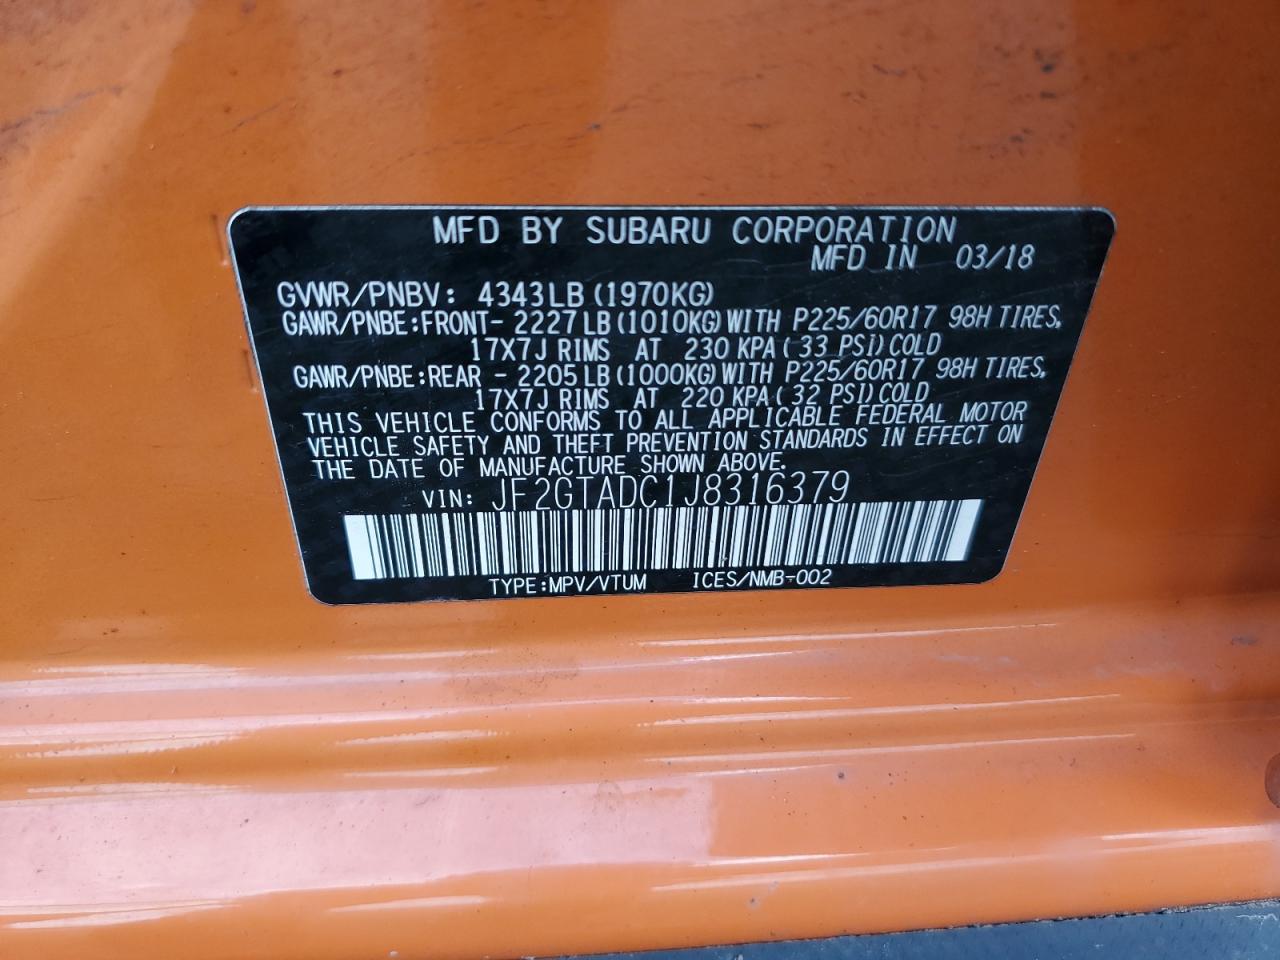 MFD BY SUBARU CORPORATION
MFD IN 03/18
GVWR/PNBV: 4343LB (1970KG)
GAWR/PNBE:FRONT- 2227LB(1010KG)WITH P225/60R17 98H TIRES,
17X7J RIMS AT 230 KPA(33 PSI)COLD
GAWR/PNBE:REAR - 2205LB(1000KG)WITH P225/60R17 98H TIRES,
17X7J RIMS AT 220 KPA(32 PSI)COLD
THIS VEHICLE CONFORMS TO ALL APPLICABLE FEDERAL MOTOR
VEHICLE SAFETY AND THEFT PREVENTION STANDARDS IN EFFECT ON
THE DATE OF MANUFACTURE SHOWN ABOVE.
VIN: JF2GTADC1J8316379
TYPE:MPV/VTUM ICES/NMB-002